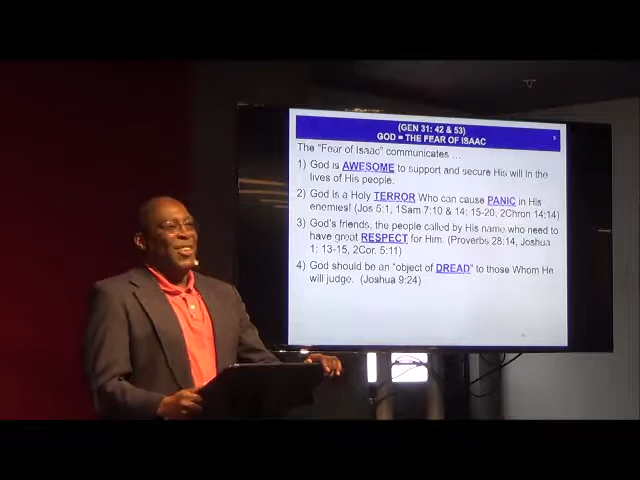 (GEN 31: 42 & 53)
GOD = THE FEAR OF ISAAC
9
The "Fear of Isaac" communicates …
1) God is AWESOME to support and secure His will in the
lives of His people.
2) God is a Holy TERROR Who can cause PANIC in His
enemies! (Jos 5:1, 1Sam 7:10 & 14: 15-20, 2Chron 14:14)
3) God's friends, the people called by His name who need to
have great RESPECT for Him. (Proverbs 28:14, Joshua
1: 13-15, 2Cor. 5:11)
4) God should be an "object of DREAD" to those Whom He
will judge. (Joshua 9:24)